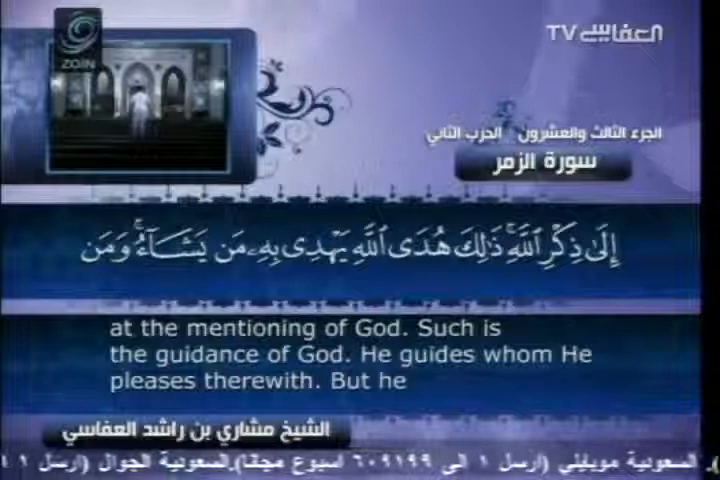 ZOIN
العفاسي TV
الجزء الثالث والعشرون الحزب الثاني
سورة الزمر
إِلَىٰ ذِكْرِ ٱللَّهِ ۚ ذَٰلِكَ هُدَى ٱللَّهِ يَهْدِى بِهِۦ مَن يَشَآءُ ۚ وَمَن
at the mentioning of God. Such is
the guidance of God. He guides whom He
pleases therewith. But he
الشيخ مشاري بن راشد العفاسي
). السعودية موبايلي (ارسل ١ الى ٦٠٩١٩٩ اسبوع مجانا).السعودية الجوال (ارسل ١ ا